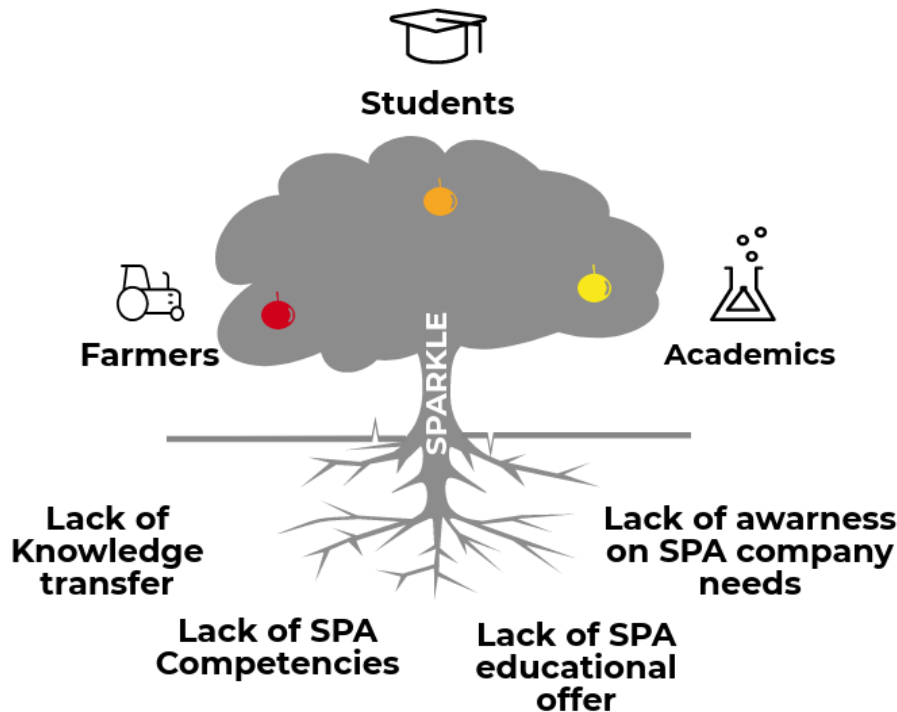 Students
Farmers
Academics
SPARKLE
Lack of
Knowledge
transfer
Lack of awarness
on SPA company
needs
Lack of SPA
Competencies
Lack of SPA
educational
offer